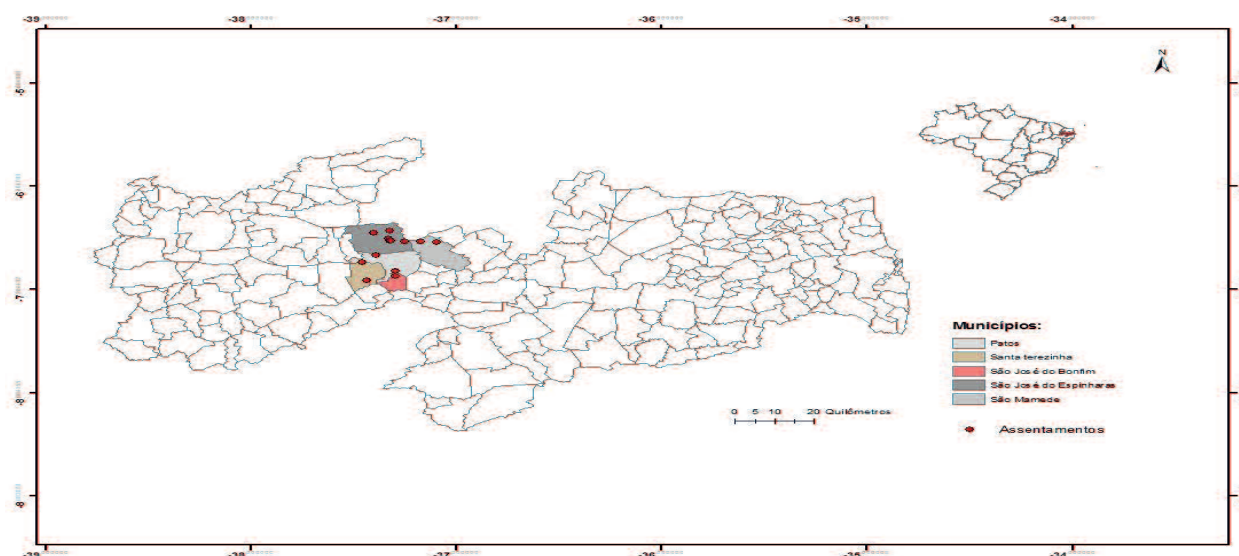 -39 -38 -37 -36 -35 -34
N
-5
-6
-7
-8
Municípios:
Patos
Santa terezinha
São José do Bonfim
São José do Espinharas
São Mamede
0 5 10 20 Quilômetros
Assentamentos
-39 -38 -37 -36 -35 -34